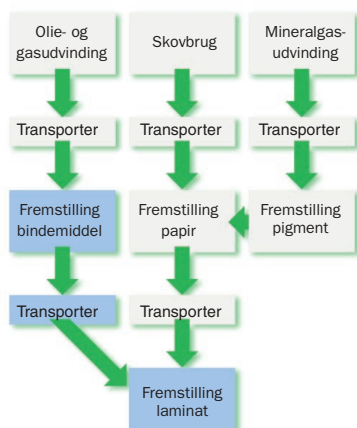 Olie- og
gasudvinding
Skovbrug
Mineralgas-
udvinding
Transporter
Transporter
Transporter
Fremstilling
bindemiddel
Fremstilling
papir
Fremstilling
pigment
Transporter
Transporter
Fremstilling
laminat